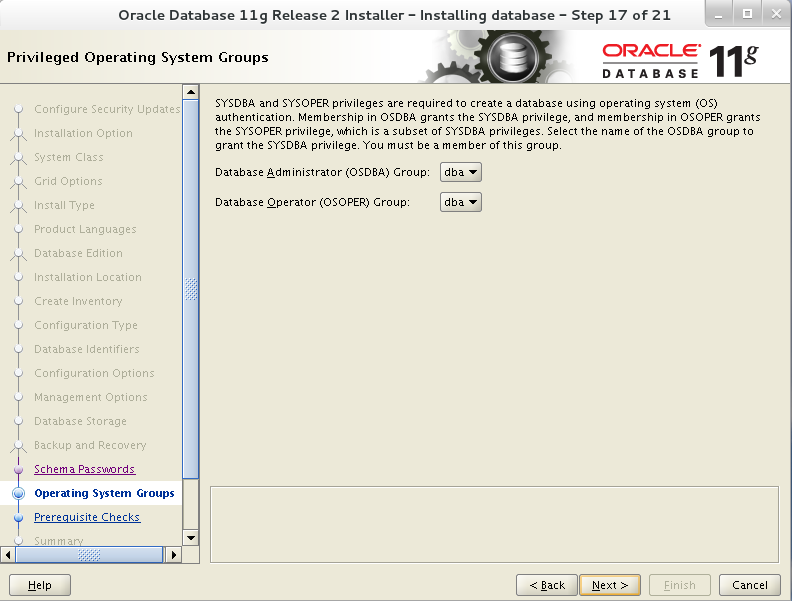 Oracle Database 11g Release 2 Installer - Installing database - Step 17 of 21
Privileged Operating System Groups
ORACLE
DATABASE
11g
Configure Security Updates
Installation Option
System Class
Grid Options
Install Type
Product Languages
Database Edition
Installation Location
Create Inventory
Configuration Type
Database Identifiers
Configuration Options
Management Options
Database Storage
Backup and Recovery
Schema Passwords
Operating System Groups
Prerequisite Checks
Summary
SYSDBA and SYSOPER privileges are required to create a database using operating system (OS)
authentication. Membership in OSDBA grants the SYSDBA privilege, and membership in OSOPER grants
the SYSOPER privilege, which is a subset of SYSDBA privileges. Select the name of the OSDBA group to
grant the SYSDBA privilege. You must be a member of this group.
Database Administrator (OSDBA) Group: dba
Database Operator (OSOPER) Group: dba
Help
< Back
Next >
Finish
Cancel